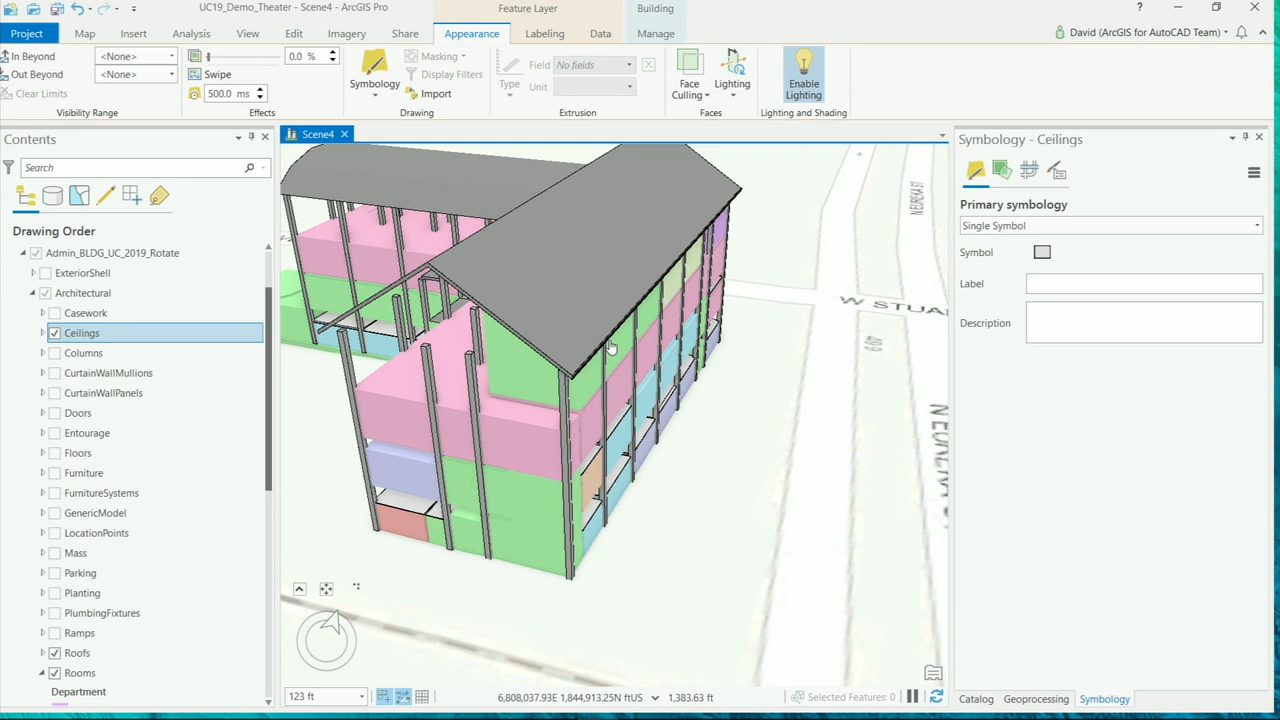 UC19_Demo_Theater - Scene4 - ArcGIS Pro
Feature Layer
Building
?
Project
Map
Insert
Analysis
View
Edit
Imagery
Share
Appearance
Labeling
Data
Manage
David (ArcGIS for AutoCAD Team)
In Beyond
<None>
Out Beyond
<None>
Clear Limits
Visibility Range
0.0 %
Swipe
500.0 ms
Effects
Symbology
Masking
Display Filters
Import
Drawing
Type
Field
No fields
Unit
Extrusion
Face
Culling
Lighting
Faces
Enable
Lighting
Lighting and Shading
Contents
Search
Drawing Order
Admin_BLDG_UC_2019_Rotate
ExteriorShell
Architectural
Casework
Ceilings
Columns
CurtainWallMullions
CurtainWallPanels
Doors
Entourage
Floors
Furniture
FurnitureSystems
GenericModel
LocationPoints
Mass
Parking
Planting
PlumbingFixtures
Ramps
Roofs
Rooms
Department
Scene4
N EUREKA ST
W STUA
N EUREKA
123 ft
6,808,037.93E 1,844,913.25N ftUS
1,383.63 ft
Selected Features: 0
Symbology - Ceilings
Primary symbology
Single Symbol
Symbol
Label
Description
Catalog
Geoprocessing
Symbology